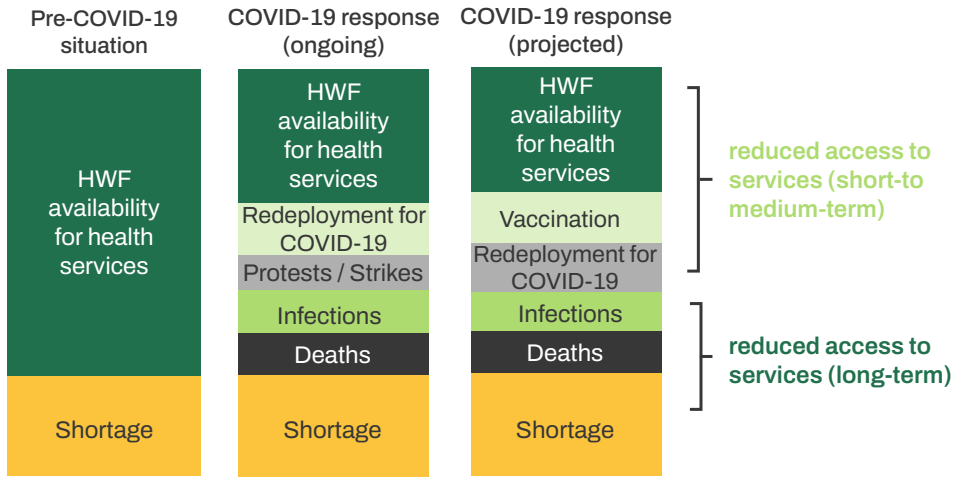 Pre-COVID-19
situation
HWF
availability
for health
services
Shortage
COVID-19 response
(ongoing)
HWF
availability
for health
services
Redeployment for
COVID-19
Protests / Strikes
Infections
Deaths
Shortage
COVID-19 response
(projected)
HWF
availability
for health
services
Vaccination
Redeployment for
COVID-19
Infections
Deaths
Shortage
reduced access to
services (short-to
medium-term)
reduced access to
services (long-term)